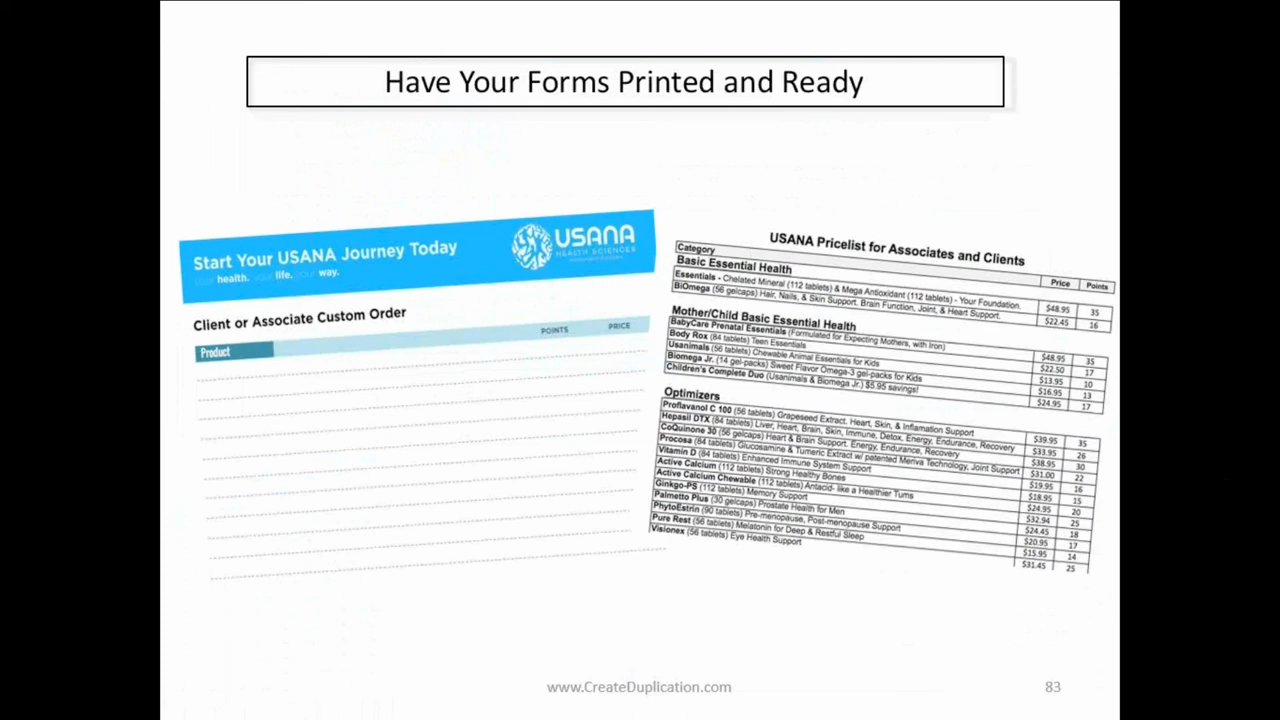 Have Your Forms Printed and Ready
Start Your USANA Journey Today
your health. your life. your way.
USANA
HEALTH SCIENCES
Client or Associate Custom Order
Product POINTS PRICE
USANA Pricelist for Associates and Clients
Category Price Points
Basic Essential Health
Essentials - Chelated Mineral (112 tablets) & Mega Antioxidant (112 tablets) - Your Foundation. $48.95 35
BiOmega (56 gelcaps) Hair, Nails, & Skin Support. Brain Function, Joint, & Heart Support. $22.45 16
Mother/Child Basic Essential Health
BabyCare Prenatal Essentials (Formulated for Expecting Mothers, with Iron) $48.95 35
Body Rox (84 tablets) Teen Essentials $22.50 17
Usanimals (56 tablets) Chewable Animal Essentials for Kids $13.95 10
Biomega Jr. (14 gel-packs) Sweet Flavor Omega-3 gel-packs for Kids $16.95 13
Children's Complete Duo (Usanimals & Biomega Jr.) $5.95 savings! $24.95 17
Optimizers
Proflavanol C 100 (56 tablets) Grapeseed Extract. Heart, Skin, & Inflamation Support $39.95 35
Hepasil DTX (84 tablets) Liver, Heart, Brain, Skin, Immune, Detox, Energy, Endurance, Recovery $33.95 26
CoQuinone 30 (56 gelcaps) Heart & Brain Support. Energy, Endurance, Recovery $38.95 30
Procosa (84 tablets) Glucosamine & Tumeric Extract w/ patented Meriva Technology, Joint Support $31.00 22
Vitamin D (84 tablets) Enhanced Immune System Support $19.95 16
Active Calcium (112 tablets) Strong Healthy Bones $18.95 15
Active Calcium Chewable (112 tablets) Antacid- like a Healthier Tums $24.95 20
Ginkgo-PS (112 tablets) Memory Support $32.94 25
Palmetto Plus (30 gelcaps) Prostate Health for Men $24.45 18
PhytoEstrin (90 tablets) Pre-menopause, Post-menopause Support $20.95 17
Pure Rest (56 tablets) Melatonin for Deep & Restful Sleep $15.95 14
Visionex (56 tablets) Eye Health Support $31.45 25
www.CreateDuplication.com 83